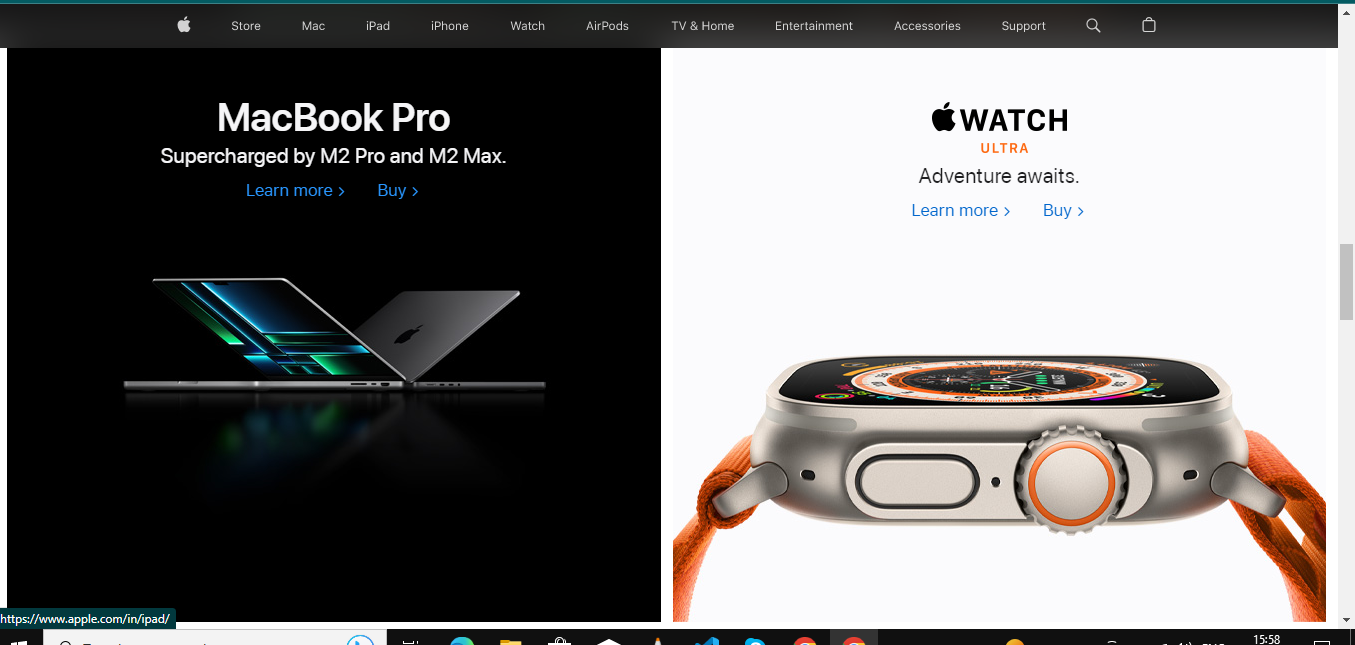 Store Mac iPad iPhone Watch AirPods TV & Home Entertainment Accessories Support
MacBook Pro
Supercharged by M2 Pro and M2 Max.
Learn more > Buy >
WATCH
ULTRA
Adventure awaits.
Learn more > Buy >
https://www.apple.com/in/ipad/
15:58